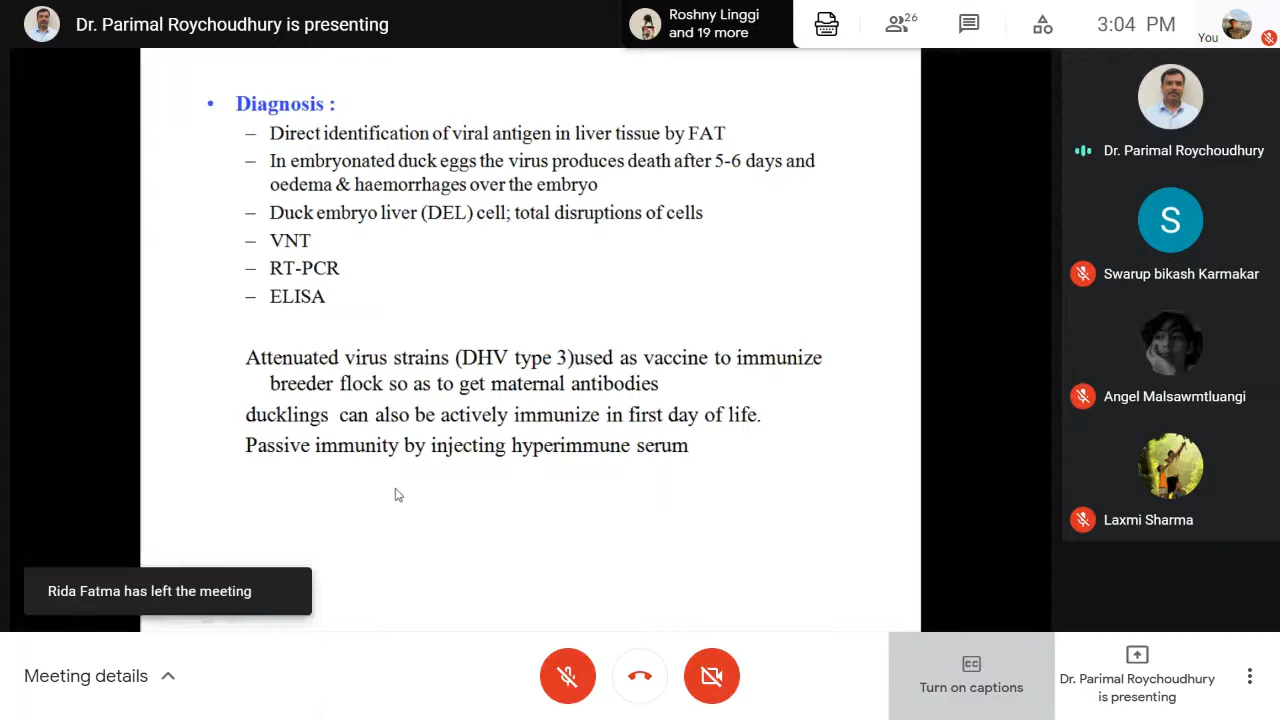 Dr. Parimal Roychoudhury is presenting
Roshny Linggi
and 19 more
26
3:04 PM
You
• Diagnosis :
– Direct identification of viral antigen in liver tissue by FAT
– In embryonated duck eggs the virus produces death after 5-6 days and
oedema & haemorrhages over the embryo
– Duck embryo liver (DEL) cell; total disruptions of cells
– VNT
– RT-PCR
– ELISA
Attenuated virus strains (DHV type 3)used as vaccine to immunize
breeder flock so as to get maternal antibodies
ducklings can also be actively immunize in first day of life.
Passive immunity by injecting hyperimmune serum
Dr. Parimal Roychoudhury
S
Swarup bikash Karmakar
Angel Malsawmtluangi
Laxmi Sharma
Rida Fatma has left the meeting
Meeting details
CC
Turn on captions
Dr. Parimal Roychoudhury
is presenting